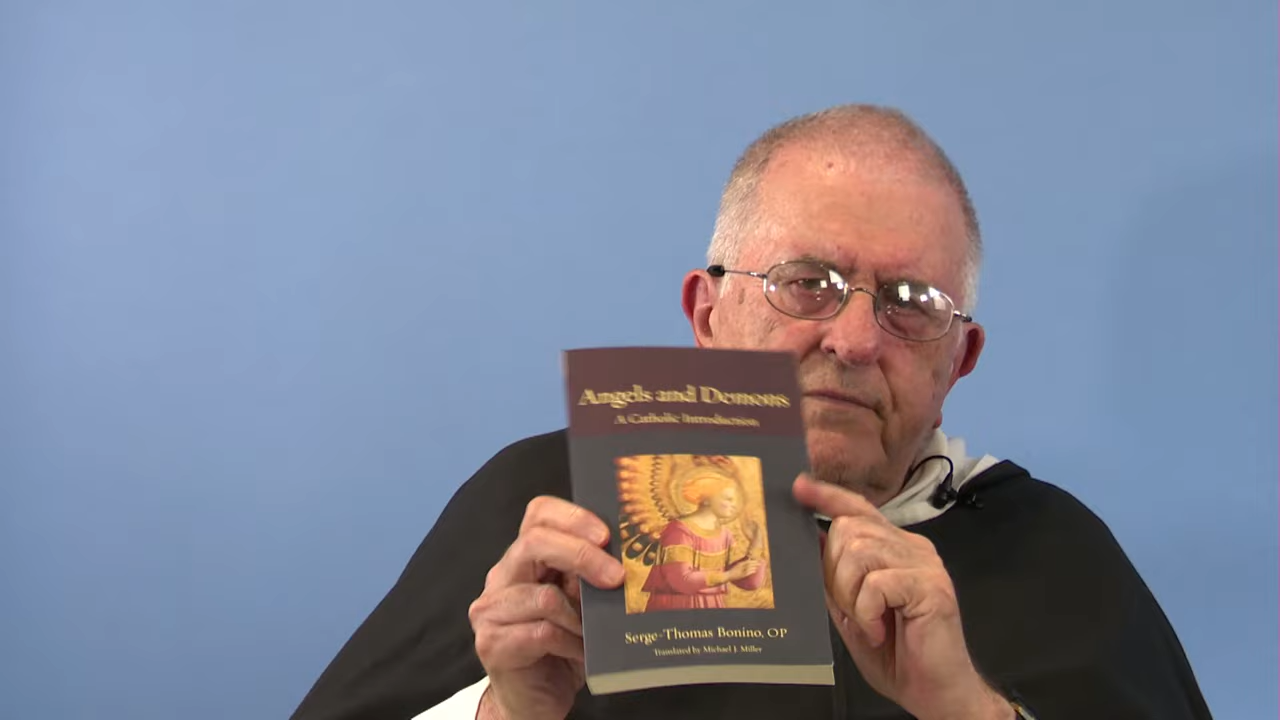 Angels and Demons
A Catholic Introduction
Serge-Thomas Bonino, OP
Translated by Michael J. Miller